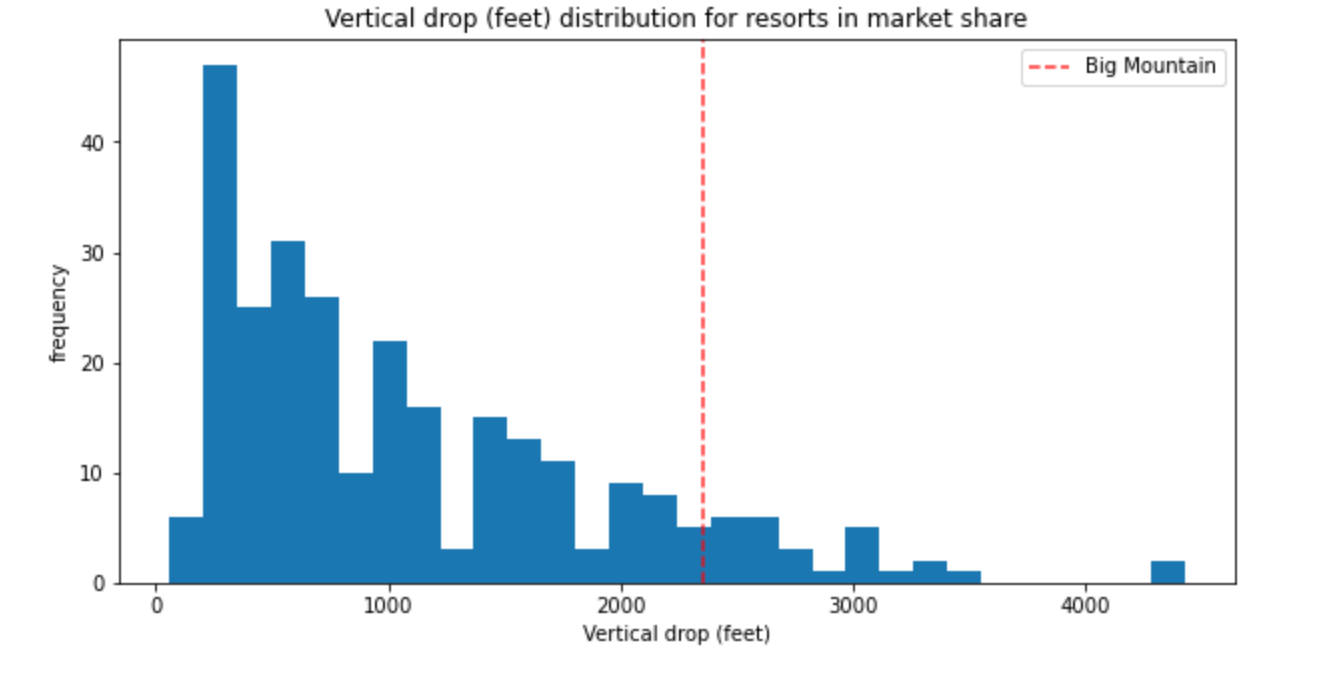 Vertical drop (feet) distribution for resorts in market share
Big Mountain
40
30
20
10
0
frequency
0 1000 2000 3000 4000
Vertical drop (feet)